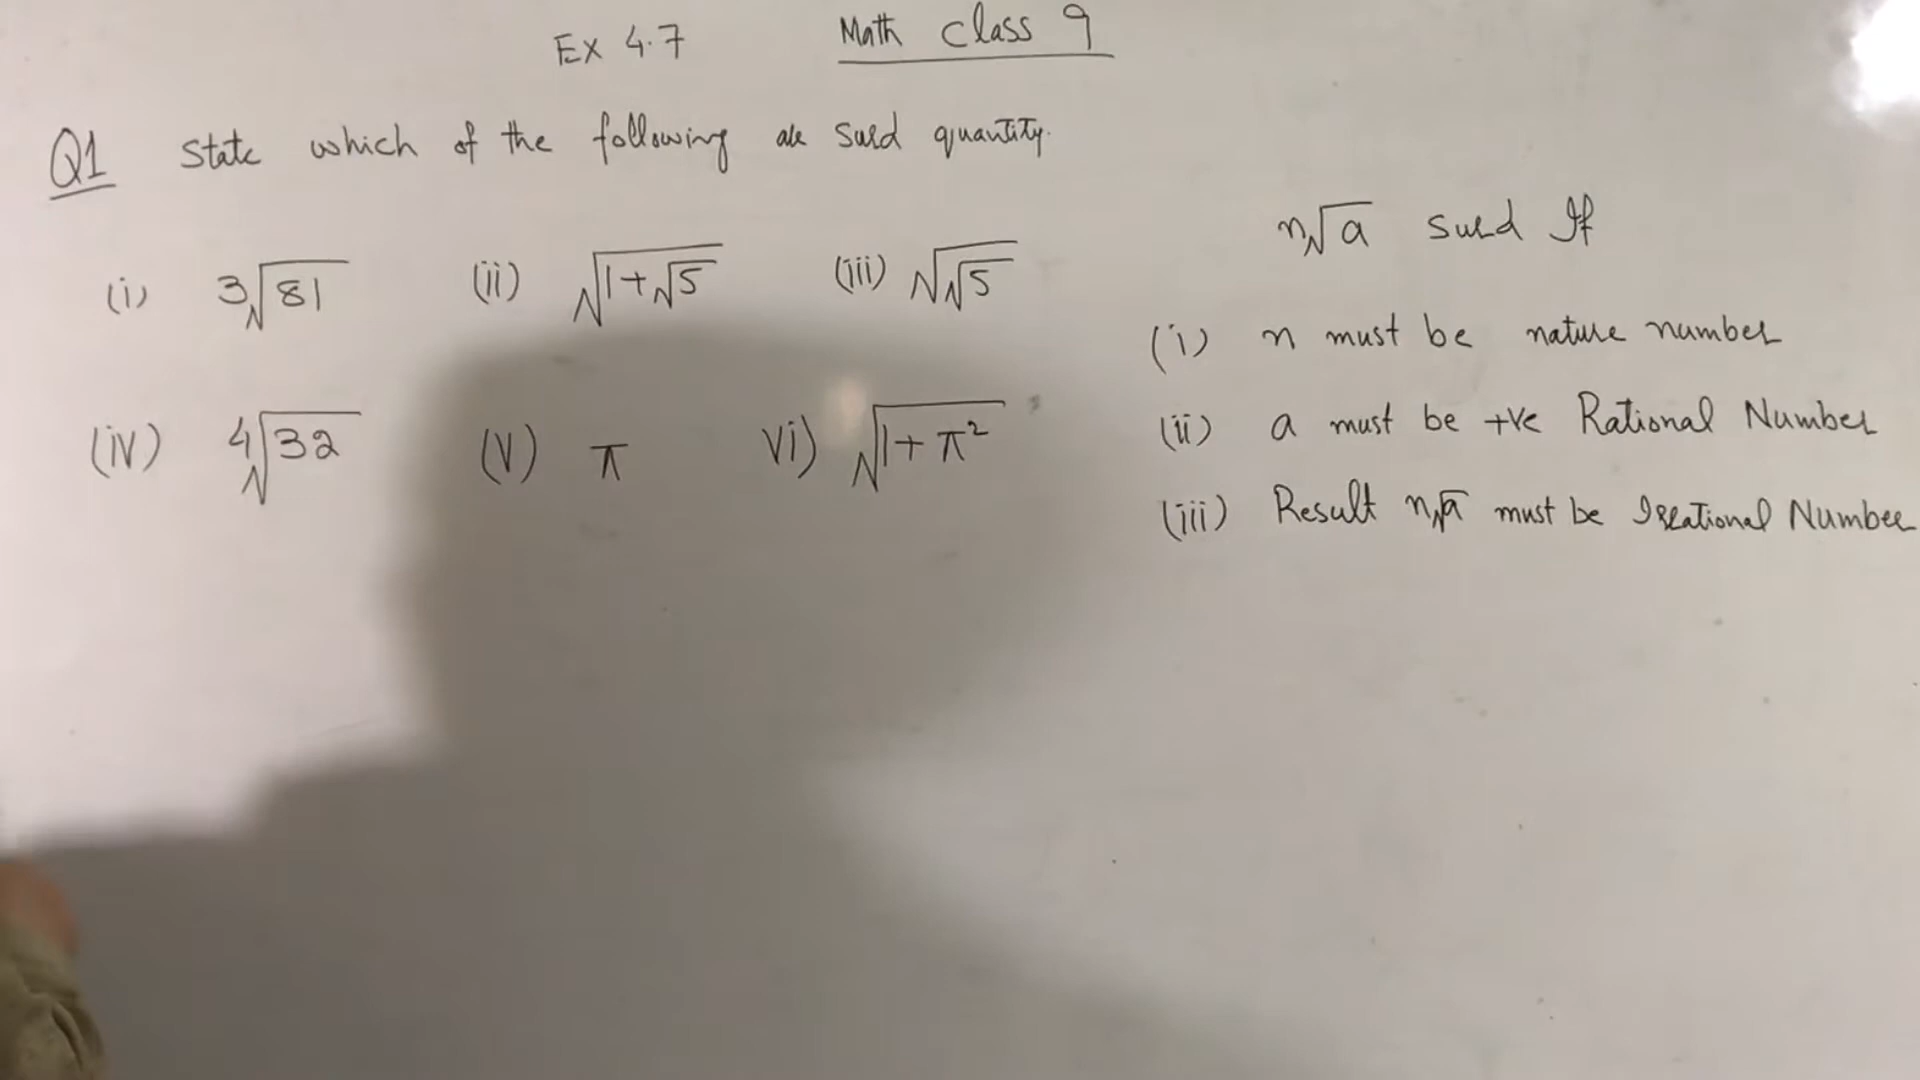 Ex 4.7 Math class 9
Q1 State which of the following are surd quantity.
(i) 3√81 (ii) √(1+√5) (iii) √√5
(iv) 4√32 (v) π vi) √(1+π²)
n√a surd If
(i) n must be nature number
(ii) a must be +ve Rational Number
(iii) Result n√a must be Irrational Number